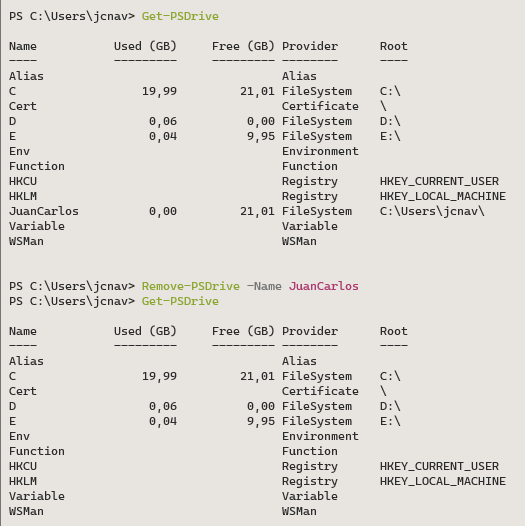 PS C:\Users\jcnav> Get-PSDrive

Name           Used (GB)     Free (GB) Provider      Root
----           ---------     --------- --------      ----
Alias                                  Alias
C                  19,99         21,01 FileSystem    C:\
Cert                                   Certificate   \
D                   0,06          0,00 FileSystem    D:\
E                   0,04          9,95 FileSystem    E:\
Env                                    Environment
Function                               Function
HKCU                                   Registry      HKEY_CURRENT_USER
HKLM                                   Registry      HKEY_LOCAL_MACHINE
JuanCarlos          0,00         21,01 FileSystem    C:\Users\jcnav\
Variable                               Variable
WSMan                                  WSMan

PS C:\Users\jcnav> Remove-PSDrive -Name JuanCarlos
PS C:\Users\jcnav> Get-PSDrive

Name           Used (GB)     Free (GB) Provider      Root
----           ---------     --------- --------      ----
Alias                                  Alias
C                  19,99         21,01 FileSystem    C:\
Cert                                   Certificate   \
D                   0,06          0,00 FileSystem    D:\
E                   0,04          9,95 FileSystem    E:\
Env                                    Environment
Function                               Function
HKCU                                   Registry      HKEY_CURRENT_USER
HKLM                                   Registry      HKEY_LOCAL_MACHINE
Variable                               Variable
WSMan                                  WSMan